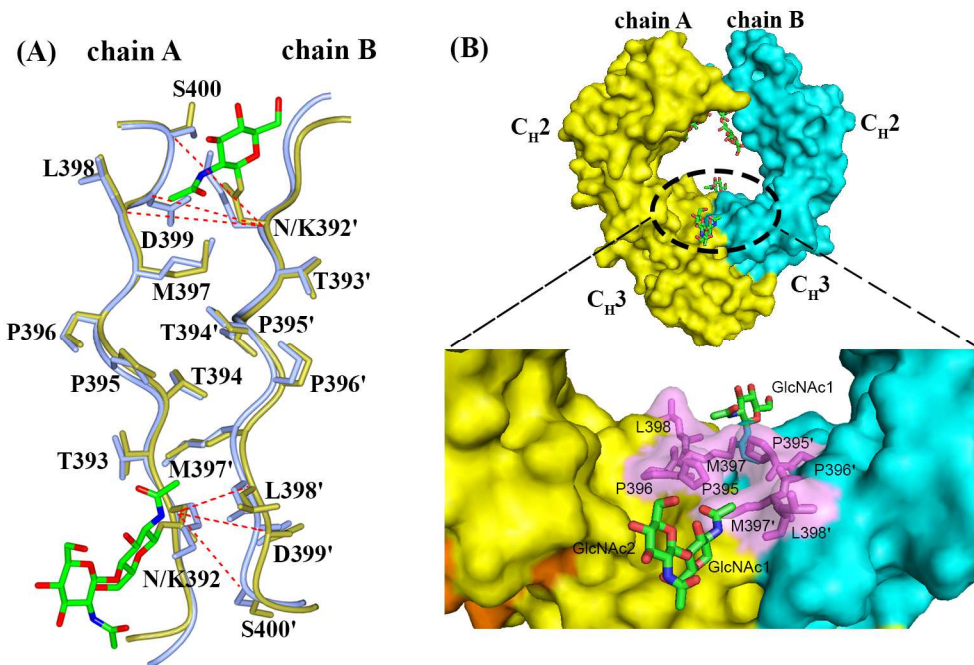 (A)
chain A
chain B
S400
L398
D399
N/K392'
M397
T393'
P396
T394'
P395'
P395
T394
P396'
T393
M397'
L398'
D399'
N/K392
S400'
(B)
chain A
chain B
CH2
CH2
CH3
CH3
GlcNAc1
L398
M397
P395'
P396'
P396
P395
M397'
L398'
GlcNAc2
GlcNAc1